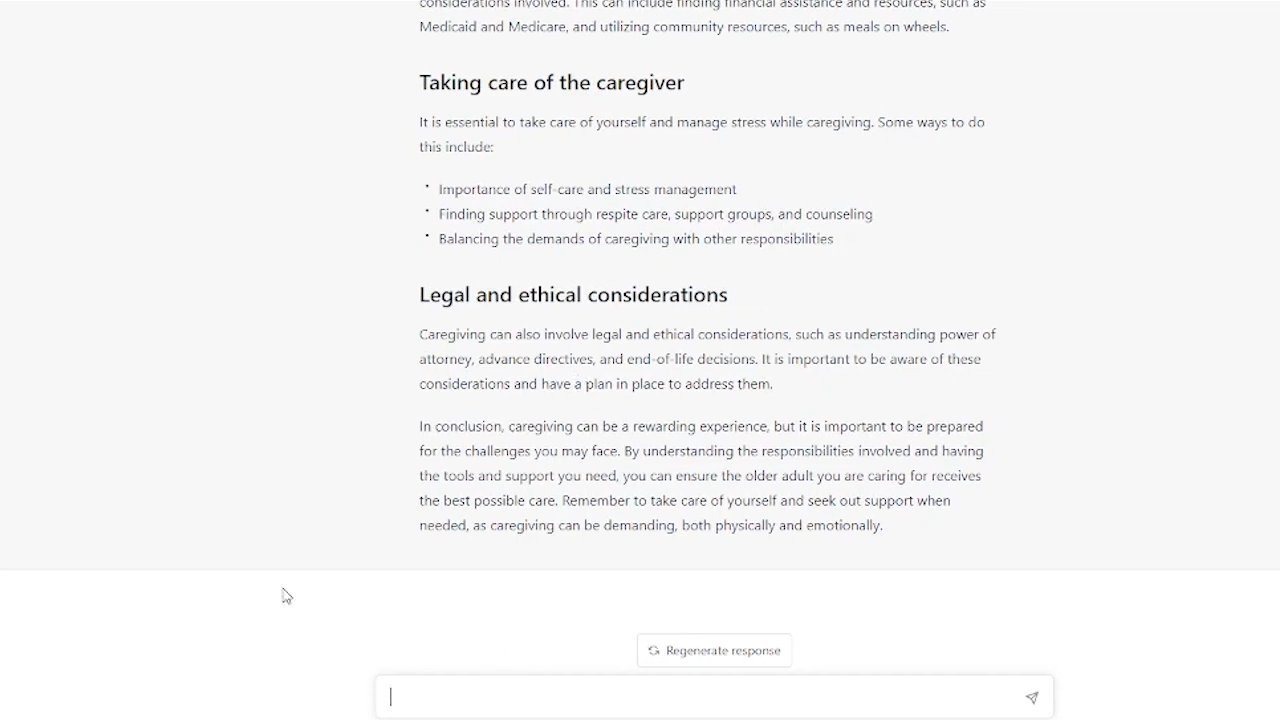 considerations involved. This can include finding financial assistance and resources, such as
Medicaid and Medicare, and utilizing community resources, such as meals on wheels.
Taking care of the caregiver
It is essential to take care of yourself and manage stress while caregiving. Some ways to do
this include:
• Importance of self-care and stress management
• Finding support through respite care, support groups, and counseling
• Balancing the demands of caregiving with other responsibilities
Legal and ethical considerations
Caregiving can also involve legal and ethical considerations, such as understanding power of
attorney, advance directives, and end-of-life decisions. It is important to be aware of these
considerations and have a plan in place to address them.
In conclusion, caregiving can be a rewarding experience, but it is important to be prepared
for the challenges you may face. By understanding the responsibilities involved and having
the tools and support you need, you can ensure the older adult you are caring for receives
the best possible care. Remember to take care of yourself and seek out support when
needed, as caregiving can be demanding, both physically and emotionally.
Regenerate response